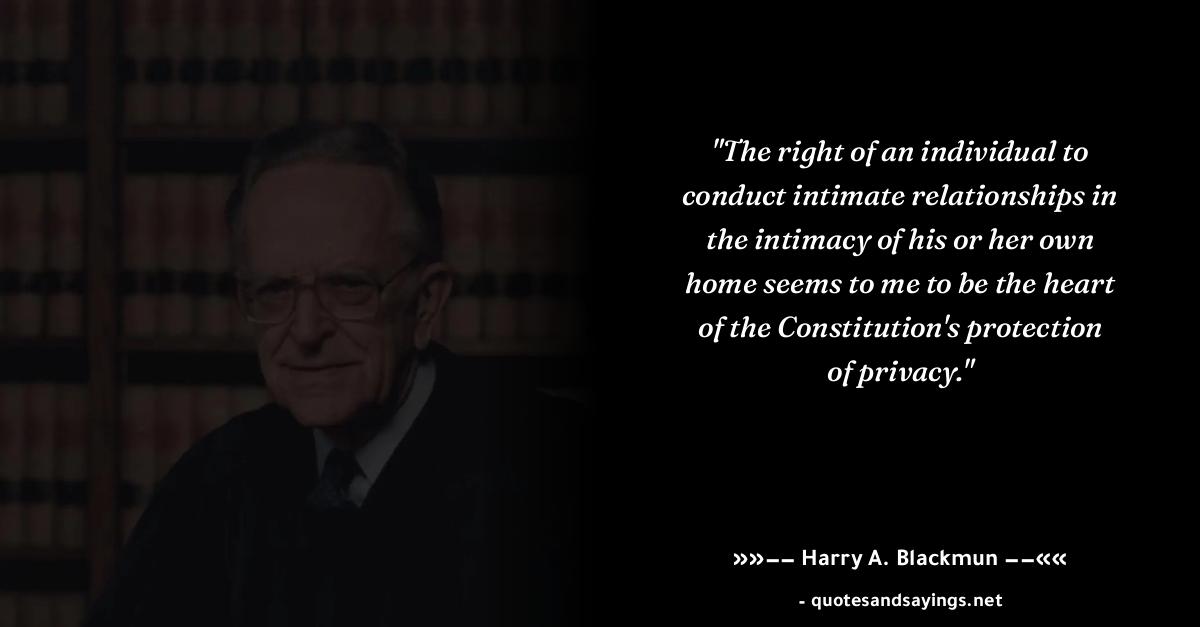 "The right of an individual to
conduct intimate relationships in
the intimacy of his or her own
home seems to me to be the heart
of the Constitution's protection
of privacy."
»»−− Harry A. Blackmun −−««
- quotesandsayings.net